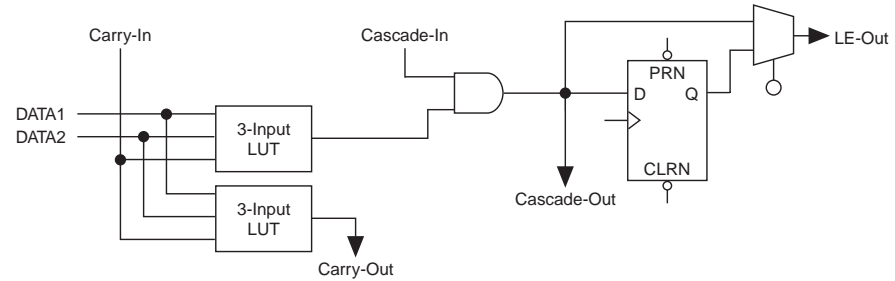 Carry-In
Cascade-In
LE-Out
PRN
DATA1
D
Q
3-Input
LUT
DATA2
CLRN
3-Input
LUT
Cascade-Out
Carry-Out